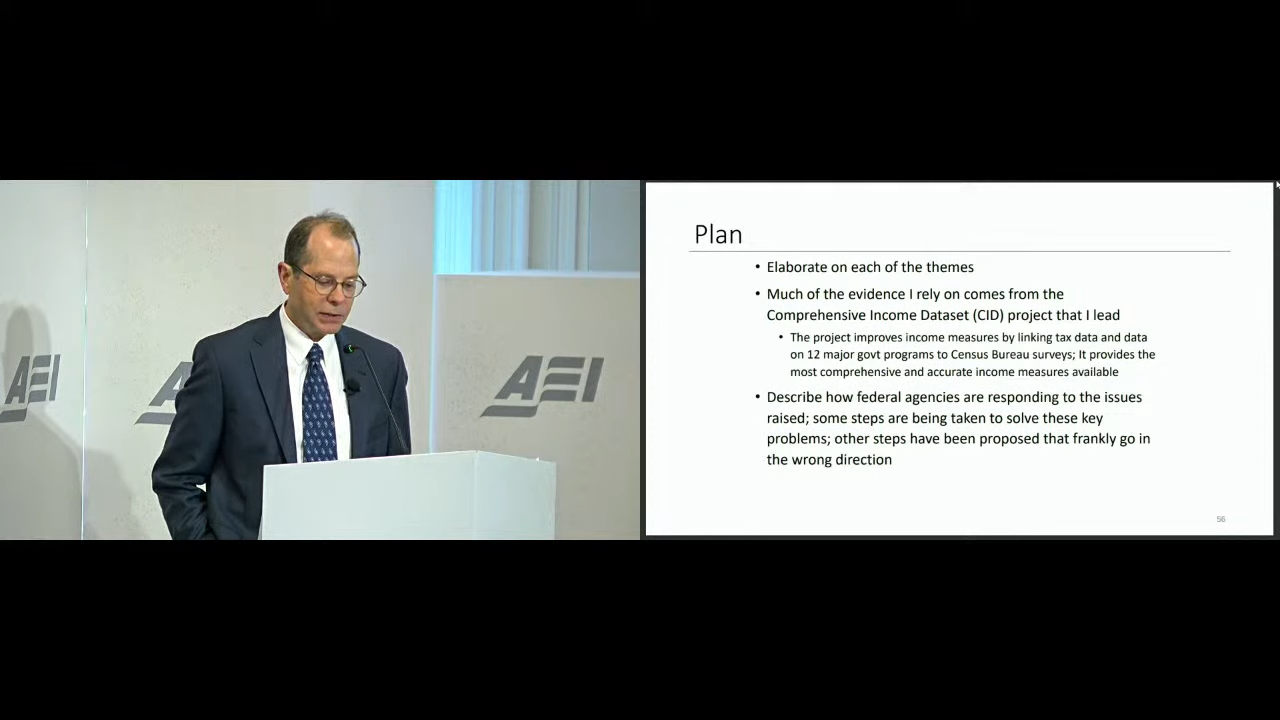 AEI
A
AEI
Plan
• Elaborate on each of the themes
• Much of the evidence I rely on comes from the
Comprehensive Income Dataset (CID) project that I lead
• The project improves income measures by linking tax data and data
on 12 major govt programs to Census Bureau surveys; It provides the
most comprehensive and accurate income measures available
• Describe how federal agencies are responding to the issues
raised; some steps are being taken to solve these key
problems; other steps have been proposed that frankly go in
the wrong direction
56